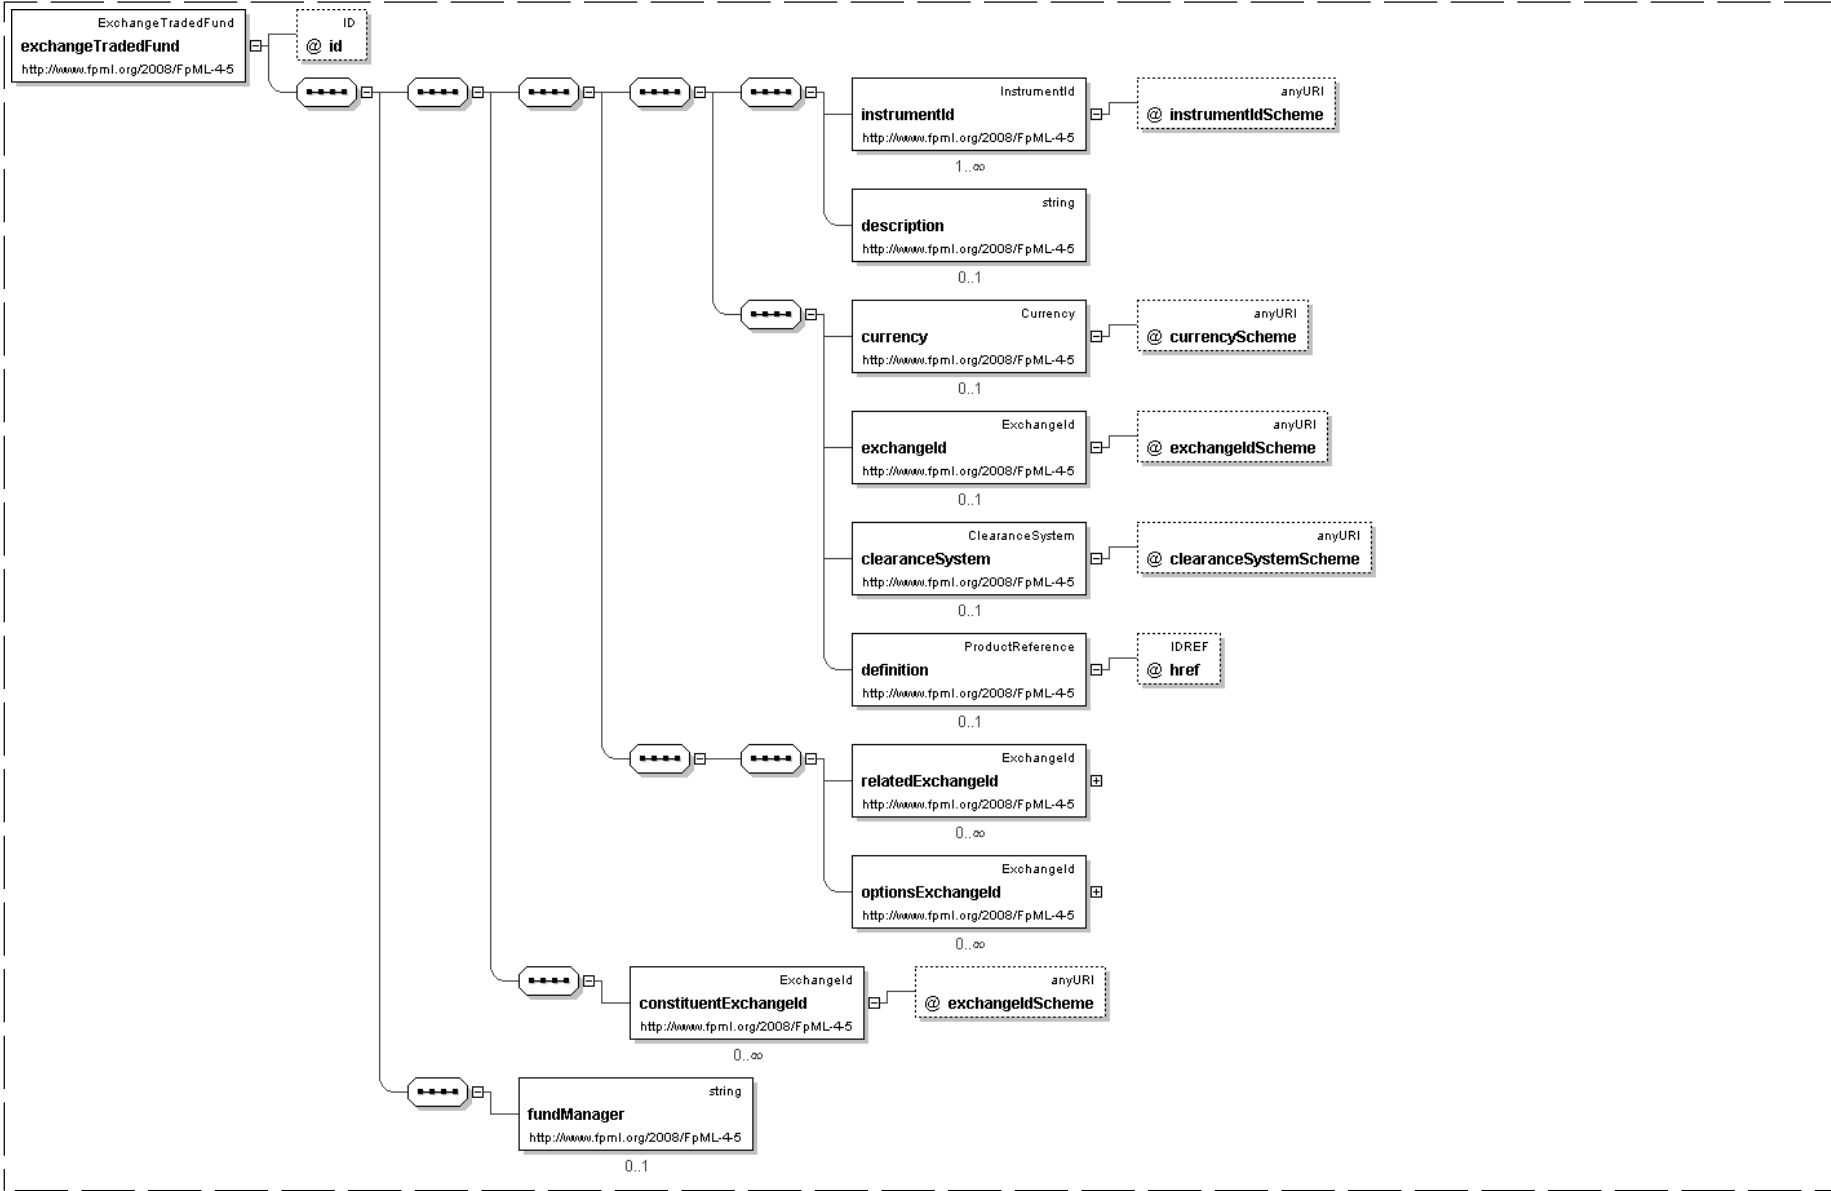 ExchangeTradedFund
exchangeTradedFund
http://www.fpml.org/2008/FpML-4-5
ID
@ id
InstrumentId
instrumentId
http://www.fpml.org/2008/FpML-4-5
1..∞
anyURI
@ instrumentIdScheme
string
description
http://www.fpml.org/2008/FpML-4-5
0..1
Currency
currency
http://www.fpml.org/2008/FpML-4-5
0..1
anyURI
@ currencyScheme
ExchangeId
exchangeId
http://www.fpml.org/2008/FpML-4-5
0..1
anyURI
@ exchangeIdScheme
ClearanceSystem
clearanceSystem
http://www.fpml.org/2008/FpML-4-5
0..1
anyURI
@ clearanceSystemScheme
ProductReference
definition
http://www.fpml.org/2008/FpML-4-5
0..1
IDREF
@ href
ExchangeId
relatedExchangeId
http://www.fpml.org/2008/FpML-4-5
0..∞
ExchangeId
optionsExchangeId
http://www.fpml.org/2008/FpML-4-5
0..∞
ExchangeId
constituentExchangeId
http://www.fpml.org/2008/FpML-4-5
0..∞
anyURI
@ exchangeIdScheme
string
fundManager
http://www.fpml.org/2008/FpML-4-5
0..1